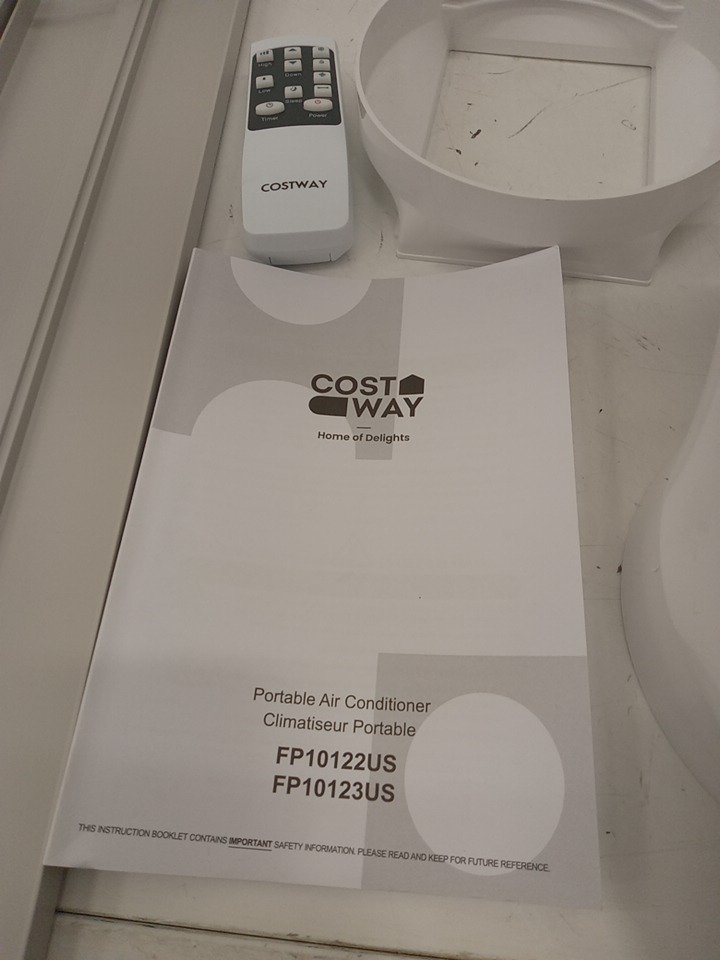 High
Down
Low
Sleep
Timer
Power
COSTWAY
COST
WAY
Home of Delights
Portable Air Conditioner
Climatiseur Portable
FP10122US
FP10123US
THIS INSTRUCTION BOOKLET CONTAINS IMPORTANT SAFETY INFORMATION. PLEASE READ AND KEEP FOR FUTURE REFERENCE.